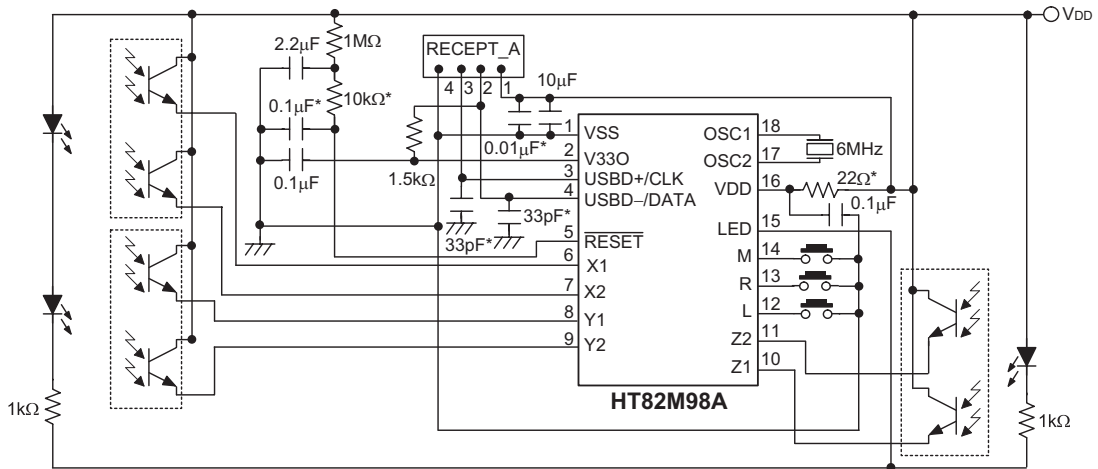 VDD
2.2μF
1MΩ
RECEPT_A
4 3 2 1
10μF
0.1μF*
10kΩ*
0.01μF*
0.1μF
1.5kΩ
33pF*
33pF*
1 VSS
2 V33O
3 USBD+/CLK
4 USBD−/DATA
5 RESET
6 X1
7 X2
8 Y1
9 Y2
OSC1 18
OSC2 17
6MHz
VDD 16
22Ω*
0.1μF
LED 15
M 14
R 13
L 12
Z2 11
Z1 10
HT82M98A
1kΩ
1kΩ